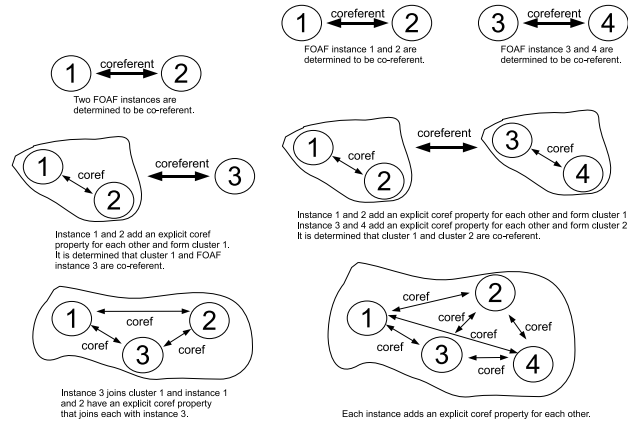 1 coreferent 2
Two FOAF instances are
determined to be co-referent.
1 coref 2 coreferent 3
Instance 1 and 2 add an explicit coref
property for each other and form cluster 1.
It is determined that cluster 1 and FOAF
instance 3 are co-referent.
1 coref 2
coref 3 coref
Instance 3 joins cluster 1 and instance 1
and 2 have an explicit coref property
that joins each with instance 3.
1 coreferent 2
FOAF instance 1 and 2 are
determined to be co-referent.
3 coreferent 4
FOAF instance 3 and 4 are
determined to be co-referent.
1 coref 2 coreferent 3 coref 4
Instance 1 and 2 add an explicit coref property for each other and form cluster 1
Instance 3 and 4 add an explicit coref property for each other and form cluster 2
It is determined that cluster 1 and cluster 2 are co-referent.
coref 2
1 coref coref coref
coref 3 coref 4
Each instance adds an explicit coref property for each other.